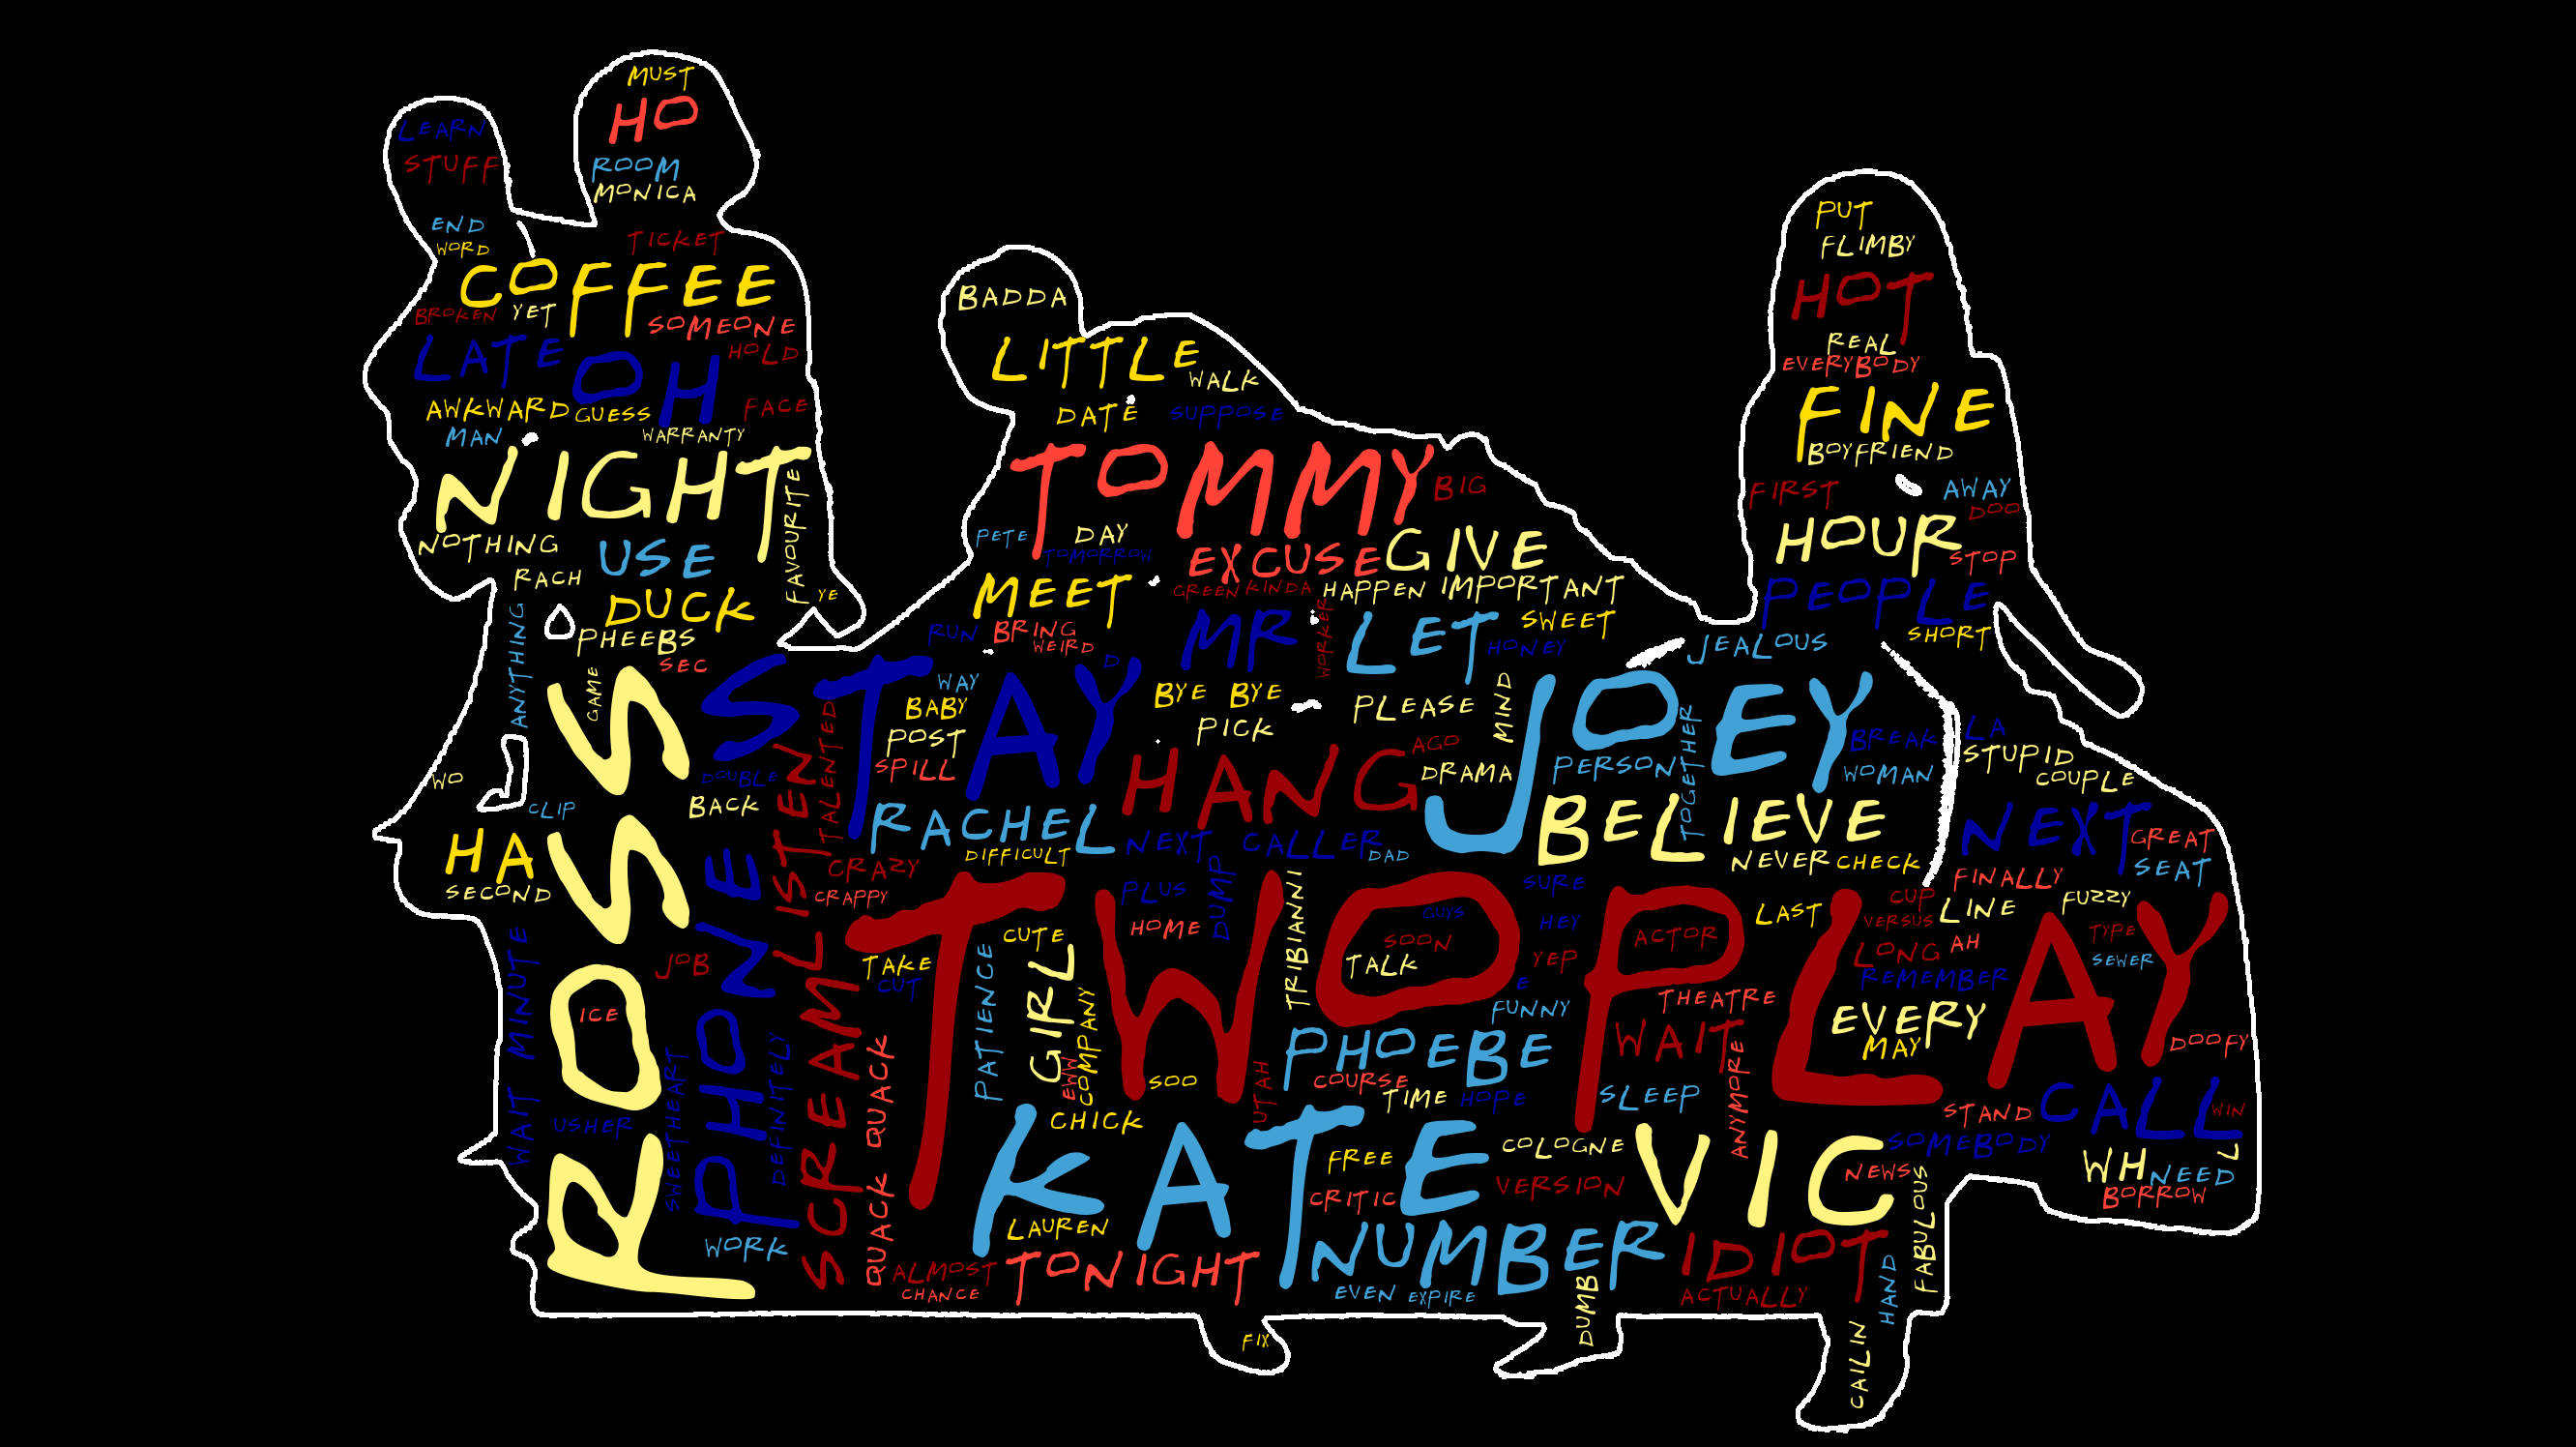 MUST
HO
LEARN
STUFF
ROOM
MONICA
END
WORD
TICKET
COFFEE
BROKEN YET
SOMEONE
LATE
OH
HOLD
AWKWARD GUESS
FACE
MAN
WARRANTY
NIGHT
FAVOURITE
NOTHING
USE
RACH
DUCK
YE
ANYTHING
PHEEBS
SEC
GAME
BADDA
LITTLE
WALK
DATE
SUPPOSE
TOMMY
BIG
PETE
DAY
TOMORROW
EXCUSE
GIVE
MEET
GREEN
KINDA
HAPPEN
IMPORTANT
RUN
BRING
WEIRD
MR
WORKER
LET
SWEET
HONEY
PUT
FLIMBY
HOT
REAL
EVERYBODY
FINE
BOYFRIEND
FIRST
AWAY
DOO
HOUR
STOP
PEOPLE
SHORT
JEALOUS
ROSS
STAY
D
WAY
BABY
POST
SPILL
BYE BYE
PICK
PLEASE
MIND
JOEY
TOGETHER
PERSON
BREAK
WOMAN
LA
STUPID
COUPLE
WO
CLIP
DOUBLE
BACK
LISTEN
TALENTED
RACHEL
HANG
AGO
DRAMA
BELIEVE
NEXT
GREAT
SEAT
HA
SECOND
PHONE
CRAZY
CRAPPY
DIFFICULT
NEXT CALLER
DAD
NEVER
CHECK
FINALLY
FUZZY
TWO
PLAY
PLUS
HOME
DUMP
TRIBIANNI
GUYS
SOON
TALK
SURE
HEY
YEP
E
FUNNY
ACTOR
LAST
CUP
VERSUS
LINE
LONG
AH
REMEMBER
TYPE
SEWER
WAIT MINUTE
JOB
ICE
USHER
SWEETHEART
DEFINITELY
WORK
SCREAM
QUACK QUACK QUACK
TAKE
CUT
CUTE
PATIENCE
GIRL
EWW
COMPANY
SOO
CHICK
UTAH
PHOEBE
COURSE
TIME
HOPE
THEATRE
WAIT
SLEEP
ANYMORE
EVERY
MAY
DOOFY
STAND
CALL
WIN
SOMEBODY
KATE
LAUREN
FREE
CRITIC
COLOGNE
VERSION
VIC
NEWS
WH
L
NEED
BORROW
FABULOUS
ALMOST
CHANCE
TONIGHT
NUMBER
EVEN
EXPIRE
IDIOT
ACTUALLY
HAND
FIX
DUMB
CAILIN